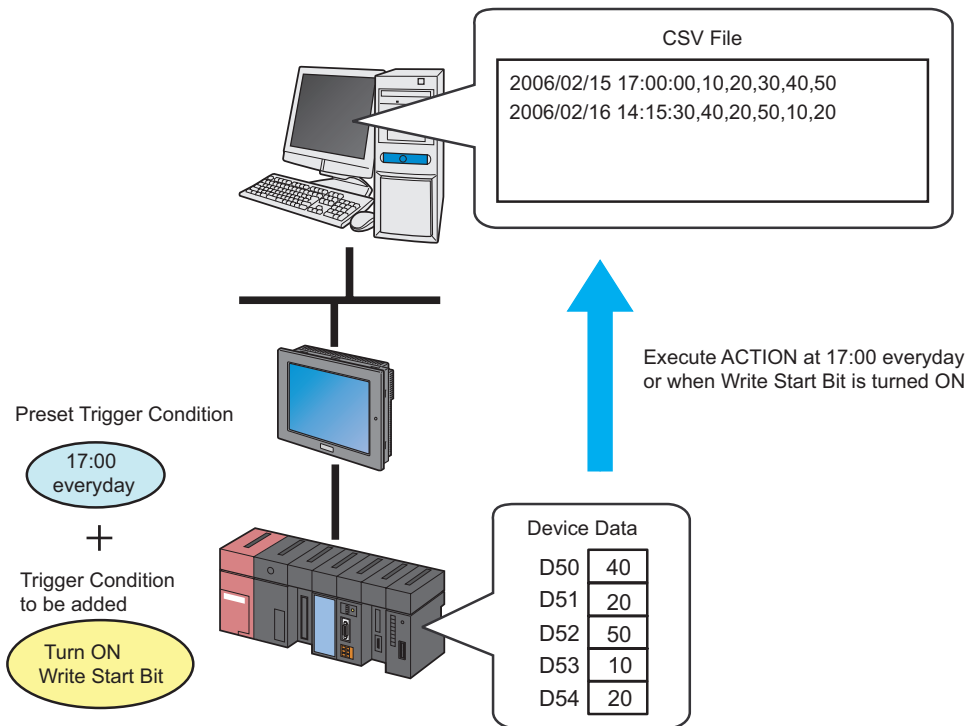 CSV File
2006/02/15 17:00:00,10,20,30,40,50
2006/02/16 14:15:30,40,20,50,10,20
Execute ACTION at 17:00 everyday
or when Write Start Bit is turned ON
Preset Trigger Condition
17:00
everyday
+
Trigger Condition
to be added
Turn ON
Write Start Bit
Device Data
D50 40
D51 20
D52 50
D53 10
D54 20